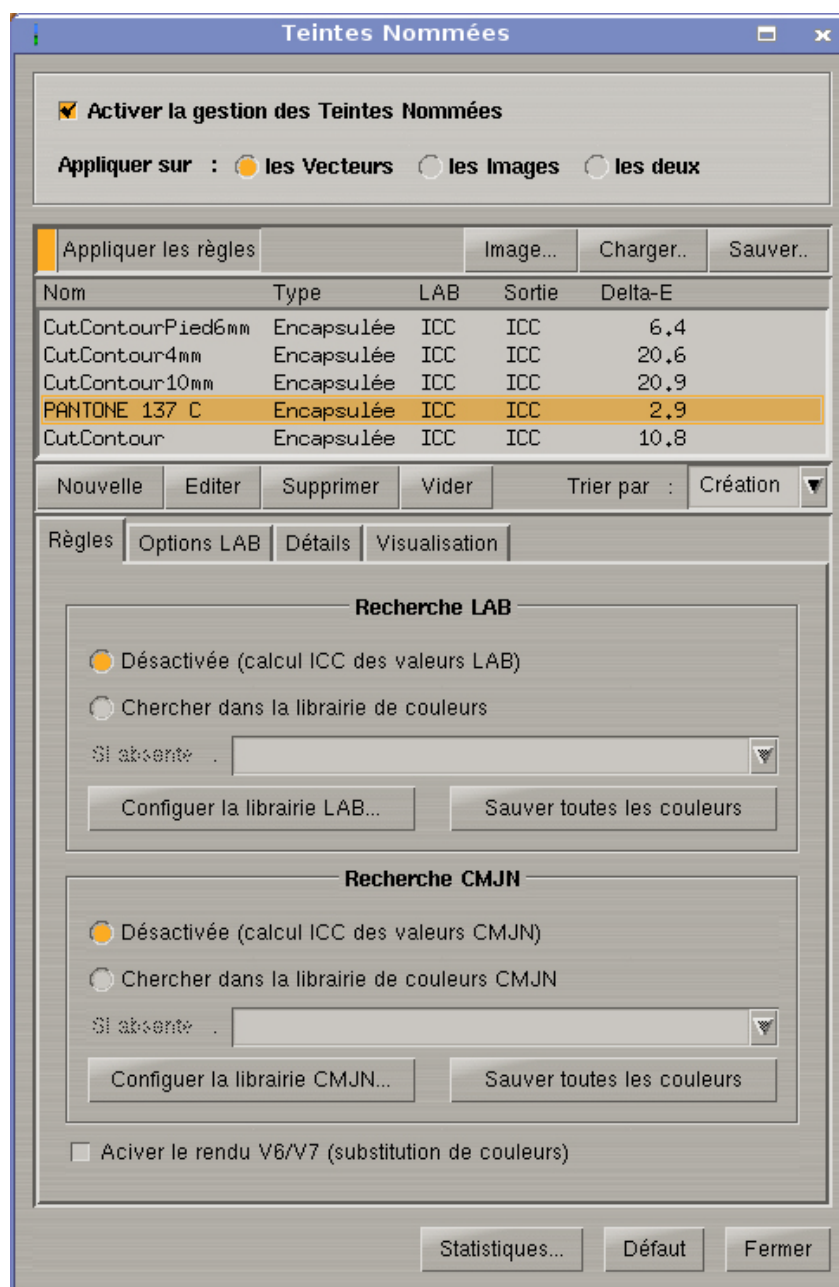 Teintes Nommées
Activer la gestion des Teintes Nommées
Appliquer sur : les Vecteurs les Images les deux
Appliquer les règles Image... Charger.. Sauver..
Nom Type LAB Sortie Delta-E
CutContourPied6mm Encapsulée ICC ICC 6.4
CutContour4mm Encapsulée ICC ICC 20.6
CutContour10mm Encapsulée ICC ICC 20.9
PANTONE 137 C Encapsulée ICC ICC 2.9
CutContour Encapsulée ICC ICC 10.8
Nouvelle Editer Supprimer Vider Trier par : Création
Règles Options LAB Détails Visualisation
Recherche LAB
Désactivée (calcul ICC des valeurs LAB)
Chercher dans la librairie de couleurs
Si absente :
Configuer la librairie LAB... Sauver toutes les couleurs
Recherche CMJN
Désactivée (calcul ICC des valeurs CMJN)
Chercher dans la librairie de couleurs CMJN
Si absente :
Configuer la librairie CMJN... Sauver toutes les couleurs
Aciver le rendu V6/V7 (substitution de couleurs)
Statistiques... Défaut Fermer